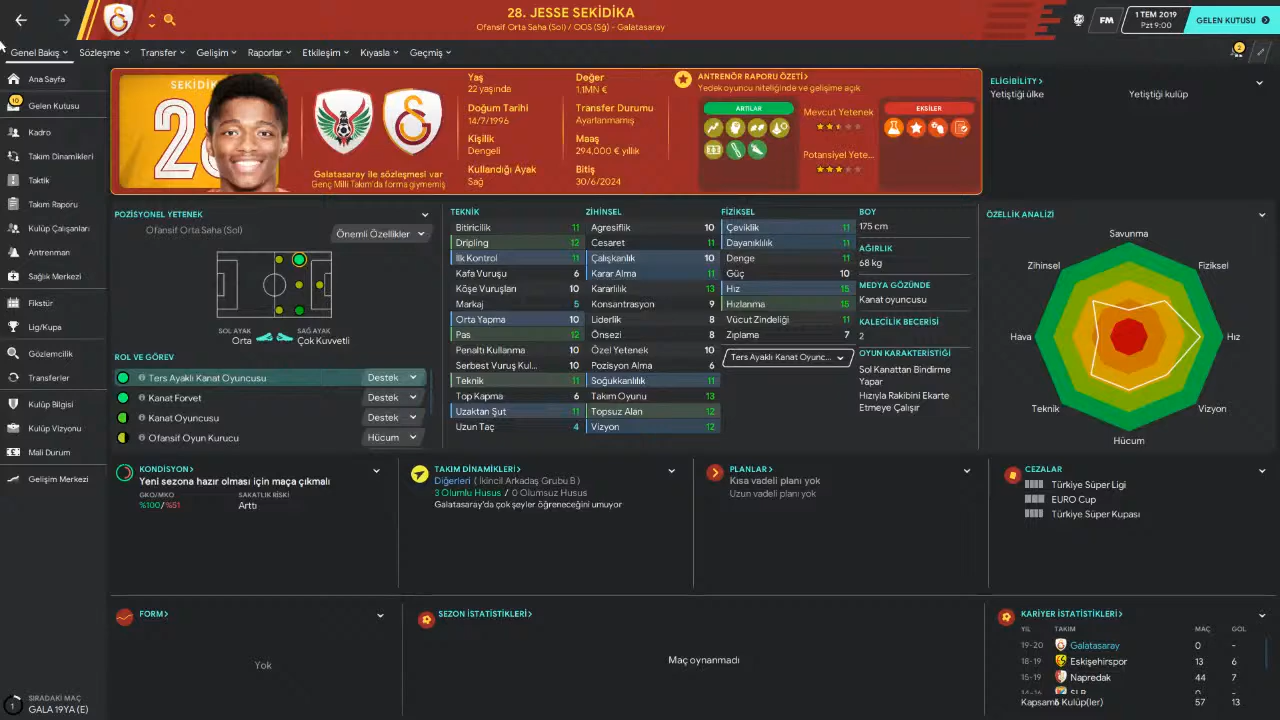 28. JESSE SEKİDİKA
Ofansif Orta Saha (Sol) / OOS (Sğ) - Galatasaray
FM
1 TEM 2019
Pzt 9:00
GELEN KUTUSU
Genel Bakış
Sözleşme
Transfer
Gelişim
Raporlar
Etkileşim
Kıyasla
Geçmiş
2
Ana Sayfa
10
Gelen Kutusu
Kadro
Takım Dinamikleri
Taktik
Takım Raporu
Kulüp Çalışanları
Antrenman
Sağlık Merkezi
Fikstür
Lig/Kupa
Gözlemcilik
Transferler
Kulüp Bilgisi
Kulüp Vizyonu
Mali Durum
Gelişim Merkezi
SIRADAKİ MAÇ
1
GALA 19YA (E)
Galatasaray ile sözleşmesi var
Genç Milli Takım'da forma giymemiş
Yaş
22 yaşında
Doğum Tarihi
14/7/1996
Kişilik
Dengeli
Kullandığı Ayak
Sağ
Değer
1.1MN €
Transfer Durumu
Ayarlanmamış
Maaş
294,000 € yıllık
Bitiş
30/6/2024
ANTRENÖR RAPORU ÖZETİ
Yedek oyuncu niteliğinde ve gelişime açık
ARTILAR
Mevcut Yetenek
Potansiyel Yete...
EKSİLER
ELIGIBILITY
Yetiştiği ülke
Yetiştiği kulüp
POZİSYONEL YETENEK
Ofansif Orta Saha (Sol)
Önemli Özellikler
SOL AYAK
Orta
SAĞ AYAK
Çok Kuvvetli
ROL VE GÖREV
Ters Ayaklı Kanat Oyuncusu Destek
Kanat Forvet Destek
Kanat Oyuncusu Destek
Ofansif Oyun Kurucu Hücum
TEKNİK
Bitiricilik 11
Dripling 12
İlk Kontrol 11
Kafa Vuruşu 6
Köşe Vuruşları 10
Markaj 5
Orta Yapma 10
Pas 12
Penaltı Kullanma 10
Serbest Vuruş Kul... 10
Teknik 11
Top Kapma 6
Uzaktan Şut 11
Uzun Taç 4
ZİHİNSEL
Agresiflik 10
Cesaret 11
Çalışkanlık 10
Karar Alma 11
Kararlılık 13
Konsantrasyon 9
Liderlik 8
Önsezi 8
Özel Yetenek 10
Pozisyon Alma 6
Soğukkanlılık 11
Takım Oyunu 13
Topsuz Alan 12
Vizyon 12
FİZİKSEL
Çeviklik 11
Dayanıklılık 11
Denge 11
Güç 10
Hız 15
Hızlanma 15
Vücut Zindeliği 11
Zıplama 7
Ters Ayaklı Kanat Oyunc...
BOY
175 cm
AĞIRLIK
68 kg
MEDYA GÖZÜNDE
Kanat oyuncusu
KALECİLİK BECERİSİ
2
OYUN KARAKTERİSTİĞİ
Sol Kanattan Bindirme
Yapar
Hızıyla Rakibini Ekarte
Etmeye Çalışır
ÖZELLİK ANALİZİ
Savunma
Fiziksel
Hız
Vizyon
Hücum
Teknik
Hava
Zihinsel
KONDİSYON
Yeni sezona hazır olması için maça çıkmalı
GKO/MKO
%100/%51
SAKATLIK RİSKİ
Arttı
TAKIM DİNAMİKLERİ
Diğerleri ( İkincil Arkadaş Grubu B )
3 Olumlu Husus / 0 Olumsuz Husus
Galatasaray'da çok şeyler öğreneceğini umuyor
PLANLAR
Kısa vadeli planı yok
Uzun vadeli planı yok
CEZALAR
Türkiye Süper Ligi
EURO Cup
Türkiye Süper Kupası
FORM
Yok
SEZON İSTATİSTİKLERİ
Maç oynanmadı
KARİYER İSTATİSTİKLERİ
YIL TAKIM MAÇ GOL
19-20 Galatasaray 0 -
18-19 Eskişehirspor 13 6
15-19 Napredak 44 7
57 13